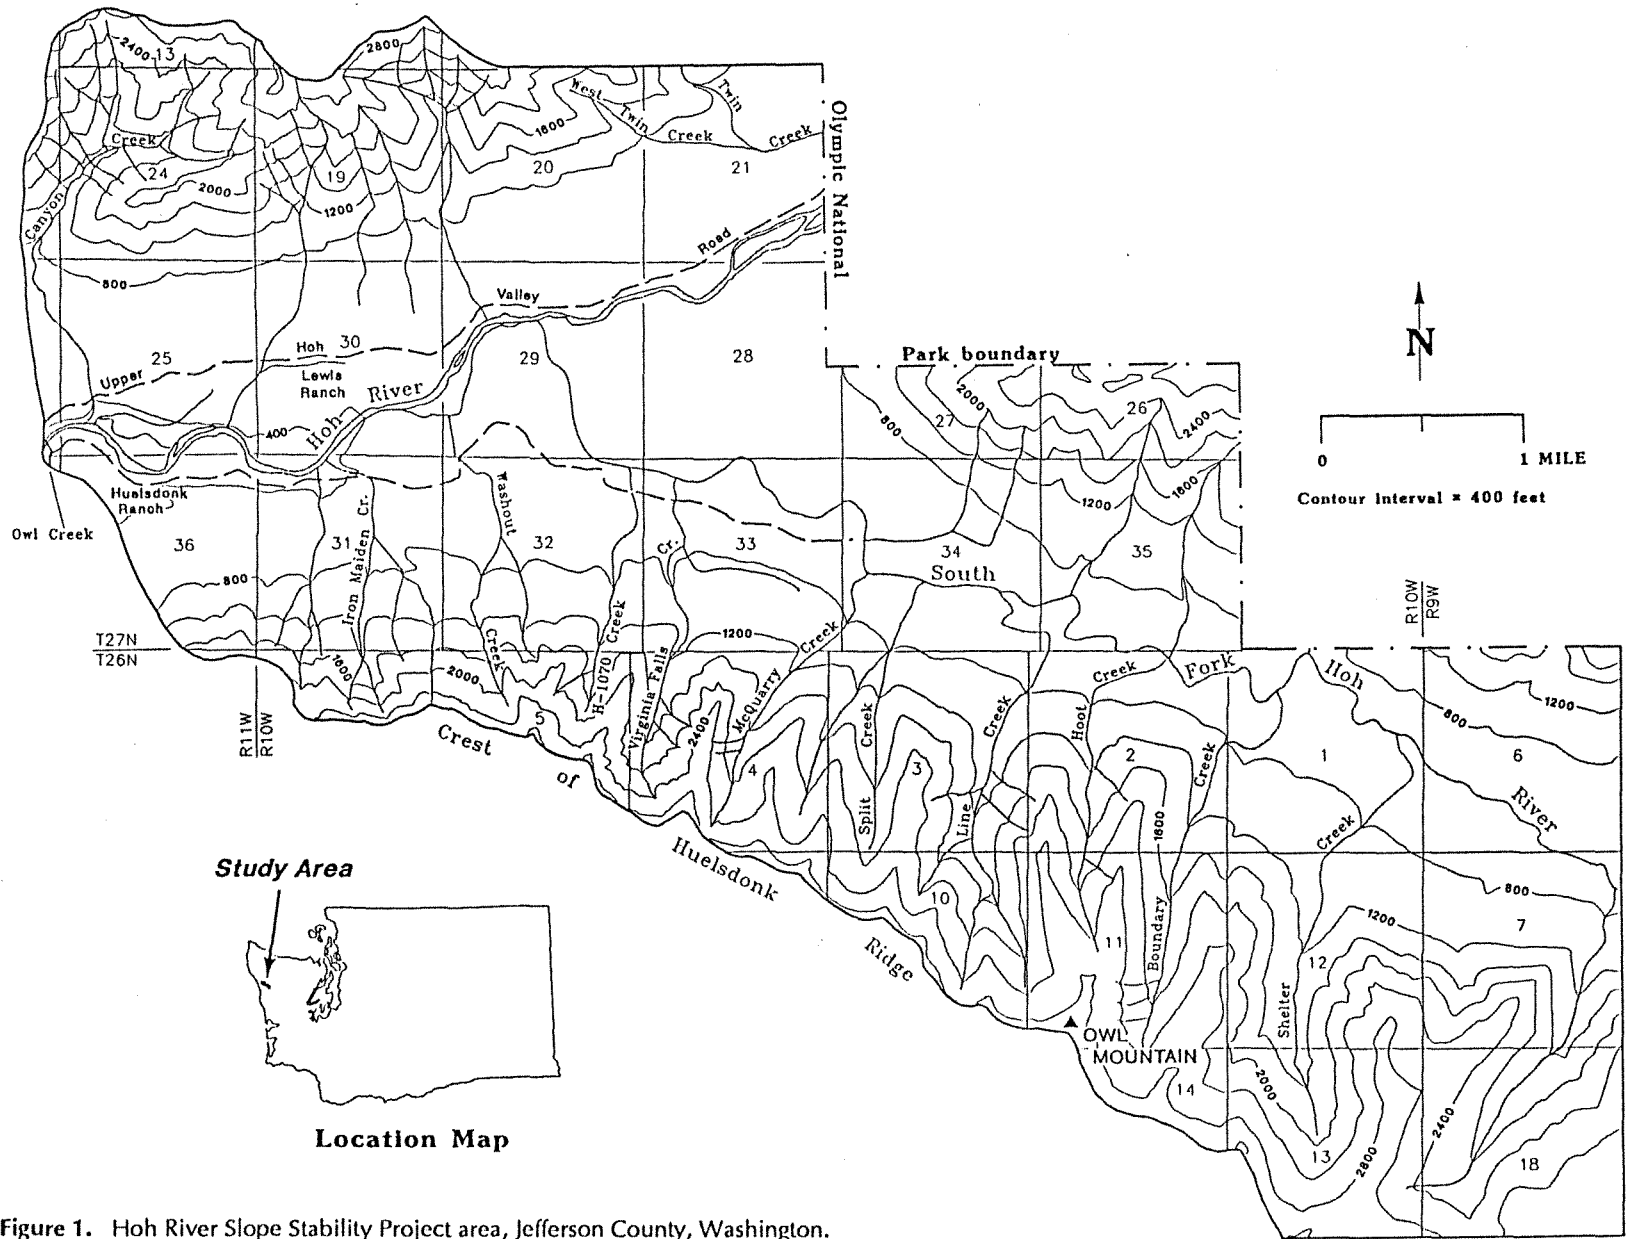 2400
13
2800
West
Twin
Creek
Twin
Creek
1600
Creek
24
2000
19
1200
20
21
Canyon
Olympic National
800
Road
Valley
25
Hoh
30
Upper
Lewis
Ranch
29
28
Park boundary
Hoh River
400
Huelsdonk
Ranch
Owl Creek
36
31
Iron Maiden Cr.
Washout
Creek
32
Cr.
33
800
27
2000
26
2400
800
1200
1600
34
35
South
N
0
1 MILE
Contour Interval = 400 feet
R10W
R9W
T27N
T26N
R11W
R10W
1600
2000
5
H-1070
Creek
Virginia Falls
1200
2400
McQuarry
Creek
4
Crest
of
Huelsdonk
Ridge
Split
Creek
3
Line
Creek
Hoot
Creek
Fork
Hoh
River
2
1600
Boundary
Creek
1
6
1200
800
Shelter
Creek
800
7
1200
10
11
12
OWL
MOUNTAIN
14
2000
13
2800
2400
18
Study Area
Location Map
Figure 1. Hoh River Slope Stability Project area, Jefferson County, Washington.